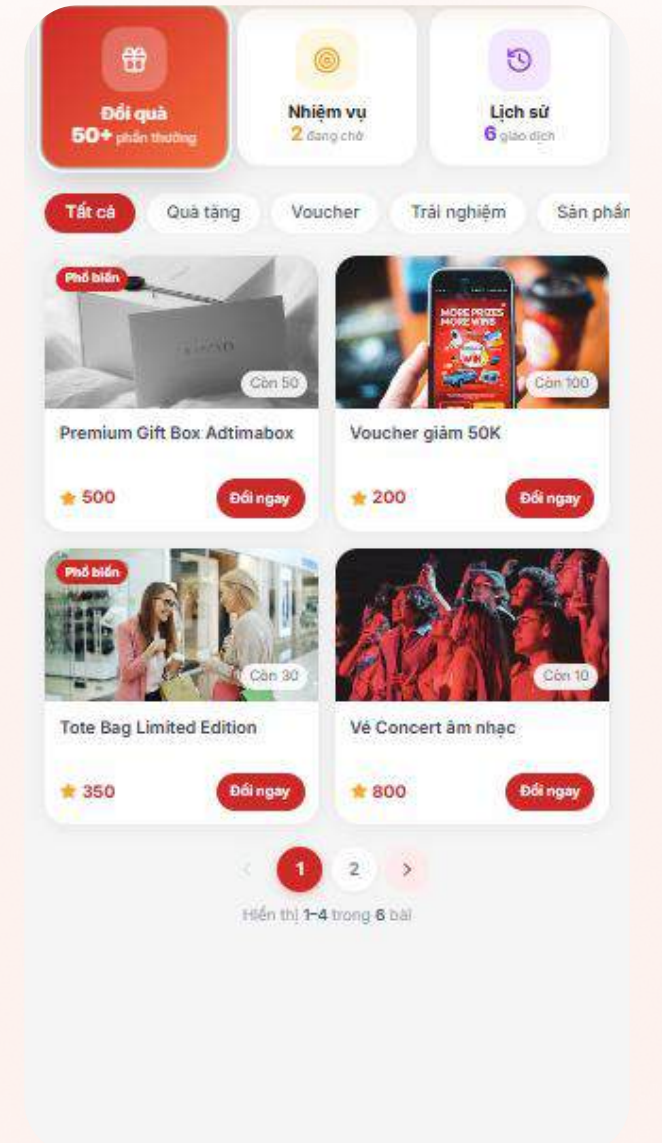 Đổi quà
50+ phần thưởng
Nhiệm vụ
2 đang chờ
Lịch sử
6 giao dịch
Tất cả
Quà tặng
Voucher
Trải nghiệm
Sản phẩm
Phổ biến
Còn 50
MORE PRIZES
MORE WINS
WIN
Còn 100
Premium Gift Box Adtimabox
Voucher giảm 50K
500
Đổi ngay
200
Đổi ngay
Phổ biến
Còn 30
Còn 10
Tote Bag Limited Edition
Vé Concert âm nhạc
350
Đổi ngay
800
Đổi ngay
1
2
Hiển thị 1–4 trong 6 bài